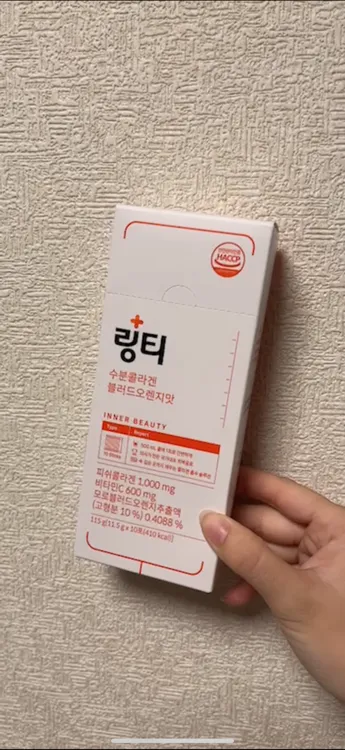 HACCP
링티
수분콜라겐
블러드오렌지맛
INNER BEAUTY
Type
피쉬콜라겐 1,000 mg
비타민C 600 mg
모로블러드오렌지추출액
(고형분 10 %) 0.4088 %
115 g(11.5 g x 10포)(410 kcal)